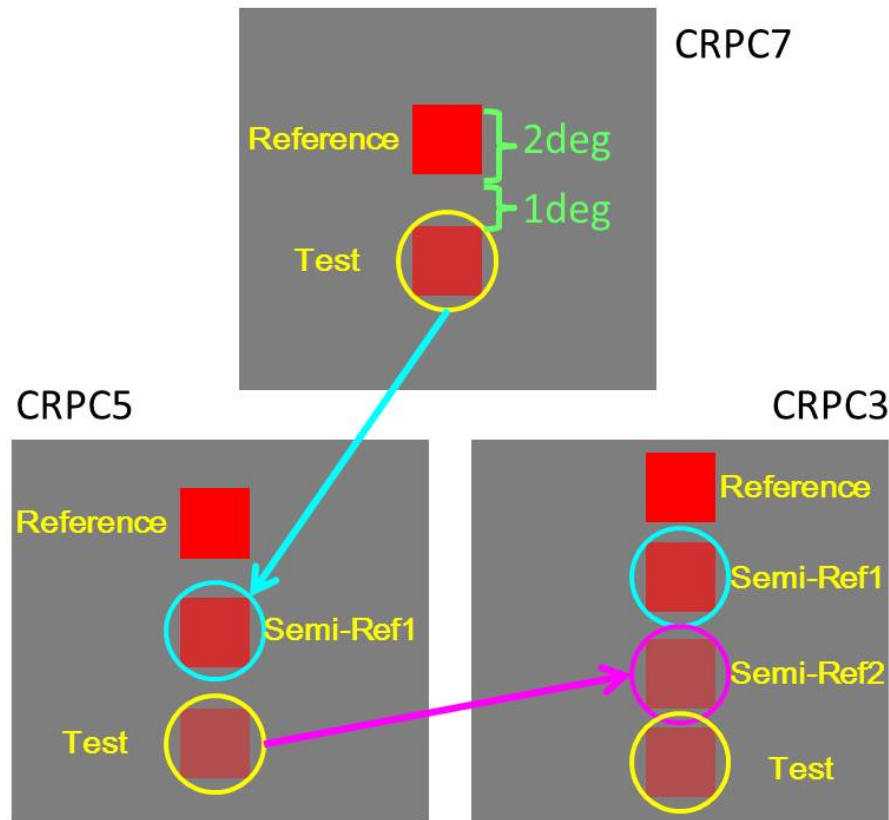 CRPC7
Reference
2deg
1deg
Test
CRPC5
Reference
Semi-Ref1
Test
CRPC3
Reference
Semi-Ref1
Semi-Ref2
Test